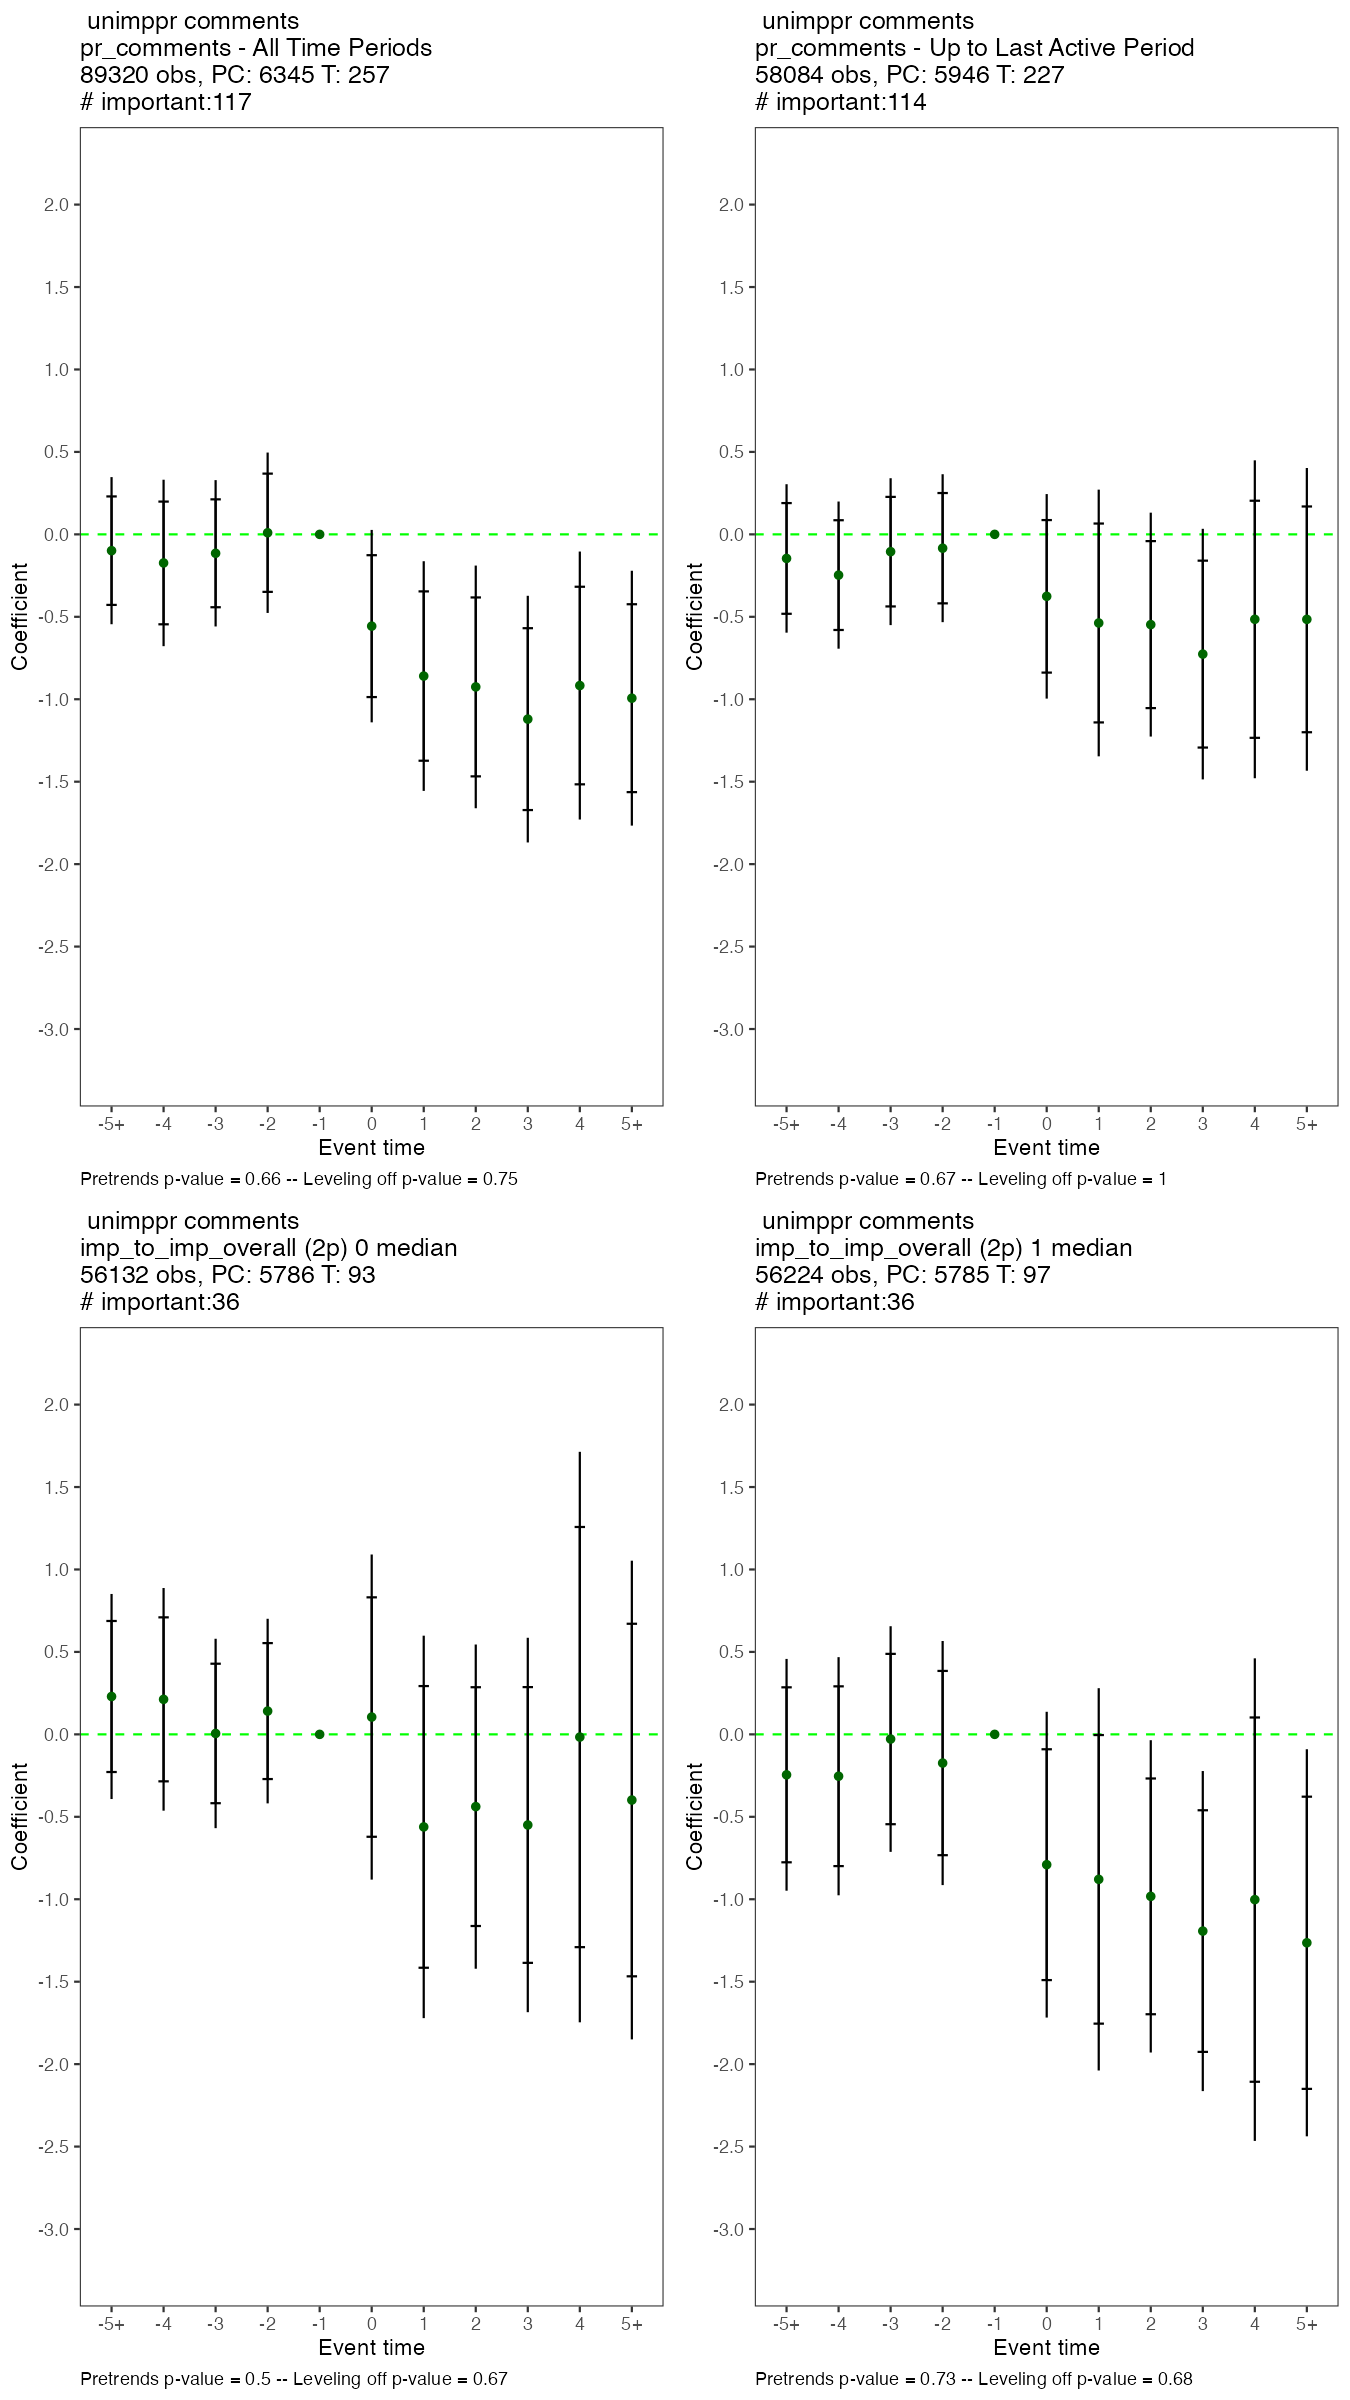 unimppr comments
pr_comments - All Time Periods
89320 obs, PC: 6345 T: 257
# important:117
2.0
1.5
1.0
0.5
0.0
-0.5
-1.0
-1.5
-2.0
-2.5
-3.0
Coefficient
-5+ -4 -3 -2 -1 0 1 2 3 4 5+
Event time
Pretrends p-value = 0.66 -- Leveling off p-value = 0.75
unimppr comments
pr_comments - Up to Last Active Period
58084 obs, PC: 5946 T: 227
# important:114
2.0
1.5
1.0
0.5
0.0
-0.5
-1.0
-1.5
-2.0
-2.5
-3.0
Coefficient
-5+ -4 -3 -2 -1 0 1 2 3 4 5+
Event time
Pretrends p-value = 0.67 -- Leveling off p-value = 1
unimppr comments
imp_to_imp_overall (2p) 0 median
56132 obs, PC: 5786 T: 93
# important:36
2.0
1.5
1.0
0.5
0.0
-0.5
-1.0
-1.5
-2.0
-2.5
-3.0
Coefficient
-5+ -4 -3 -2 -1 0 1 2 3 4 5+
Event time
Pretrends p-value = 0.5 -- Leveling off p-value = 0.67
unimppr comments
imp_to_imp_overall (2p) 1 median
56224 obs, PC: 5785 T: 97
# important:36
2.0
1.5
1.0
0.5
0.0
-0.5
-1.0
-1.5
-2.0
-2.5
-3.0
Coefficient
-5+ -4 -3 -2 -1 0 1 2 3 4 5+
Event time
Pretrends p-value = 0.73 -- Leveling off p-value = 0.68